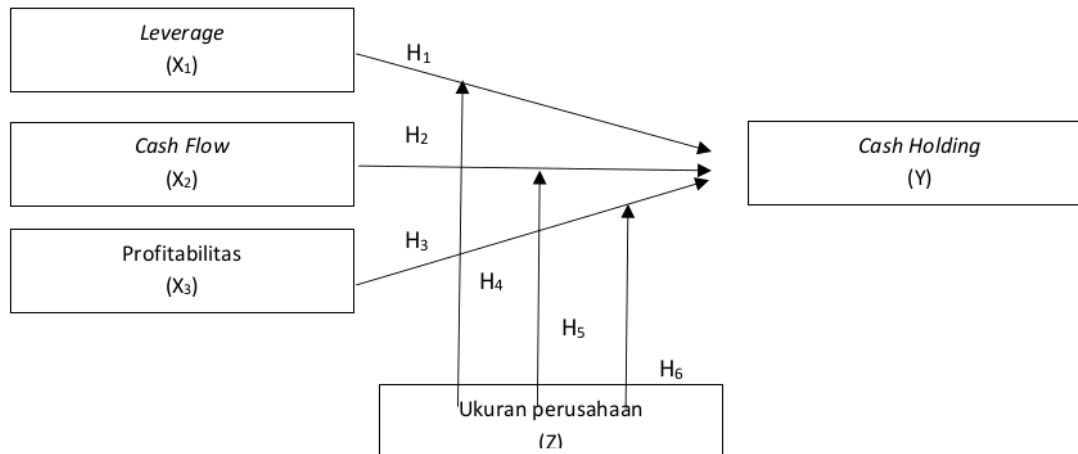 Leverage
(X₁)
H₁
Cash Flow
(X₂)
H₂
Cash Holding
(Y)
Profitabilitas
(X₃)
H₃
H₄
H₅
H₆
Ukuran perusahaan
(Z)